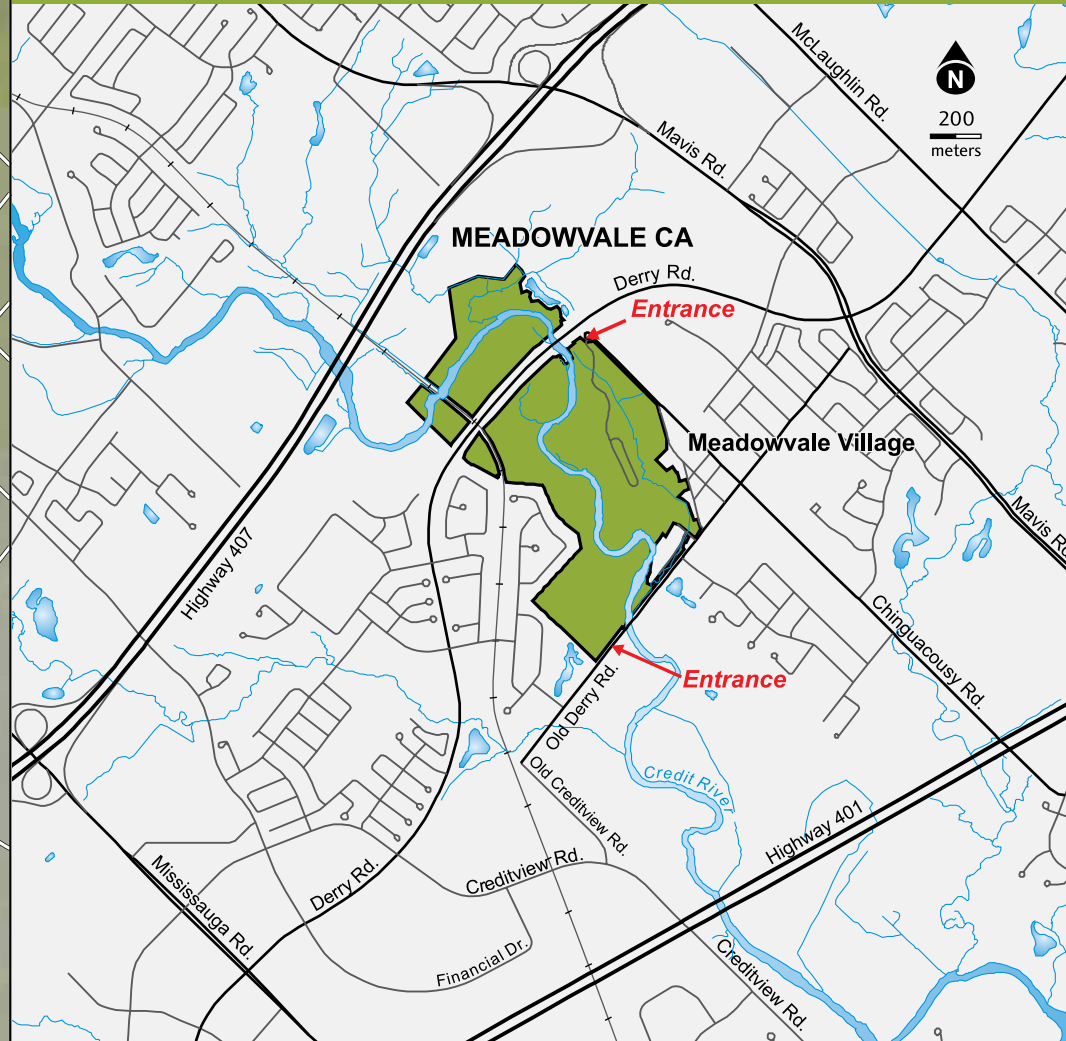 McLaughlin Rd.
N
200
meters
Mavis Rd.
MEADOWVALE CA
Derry Rd.
Entrance
Meadowvale Village
Mavis Rd
Highway 407
Chinguacousy Rd.
Entrance
Old Derry Rd.
Old Creditview Rd.
Credit River
Highway 401
Creditview Rd.
Derry Rd.
Mississauga Rd.
Financial Dr.
Creditview Rd.